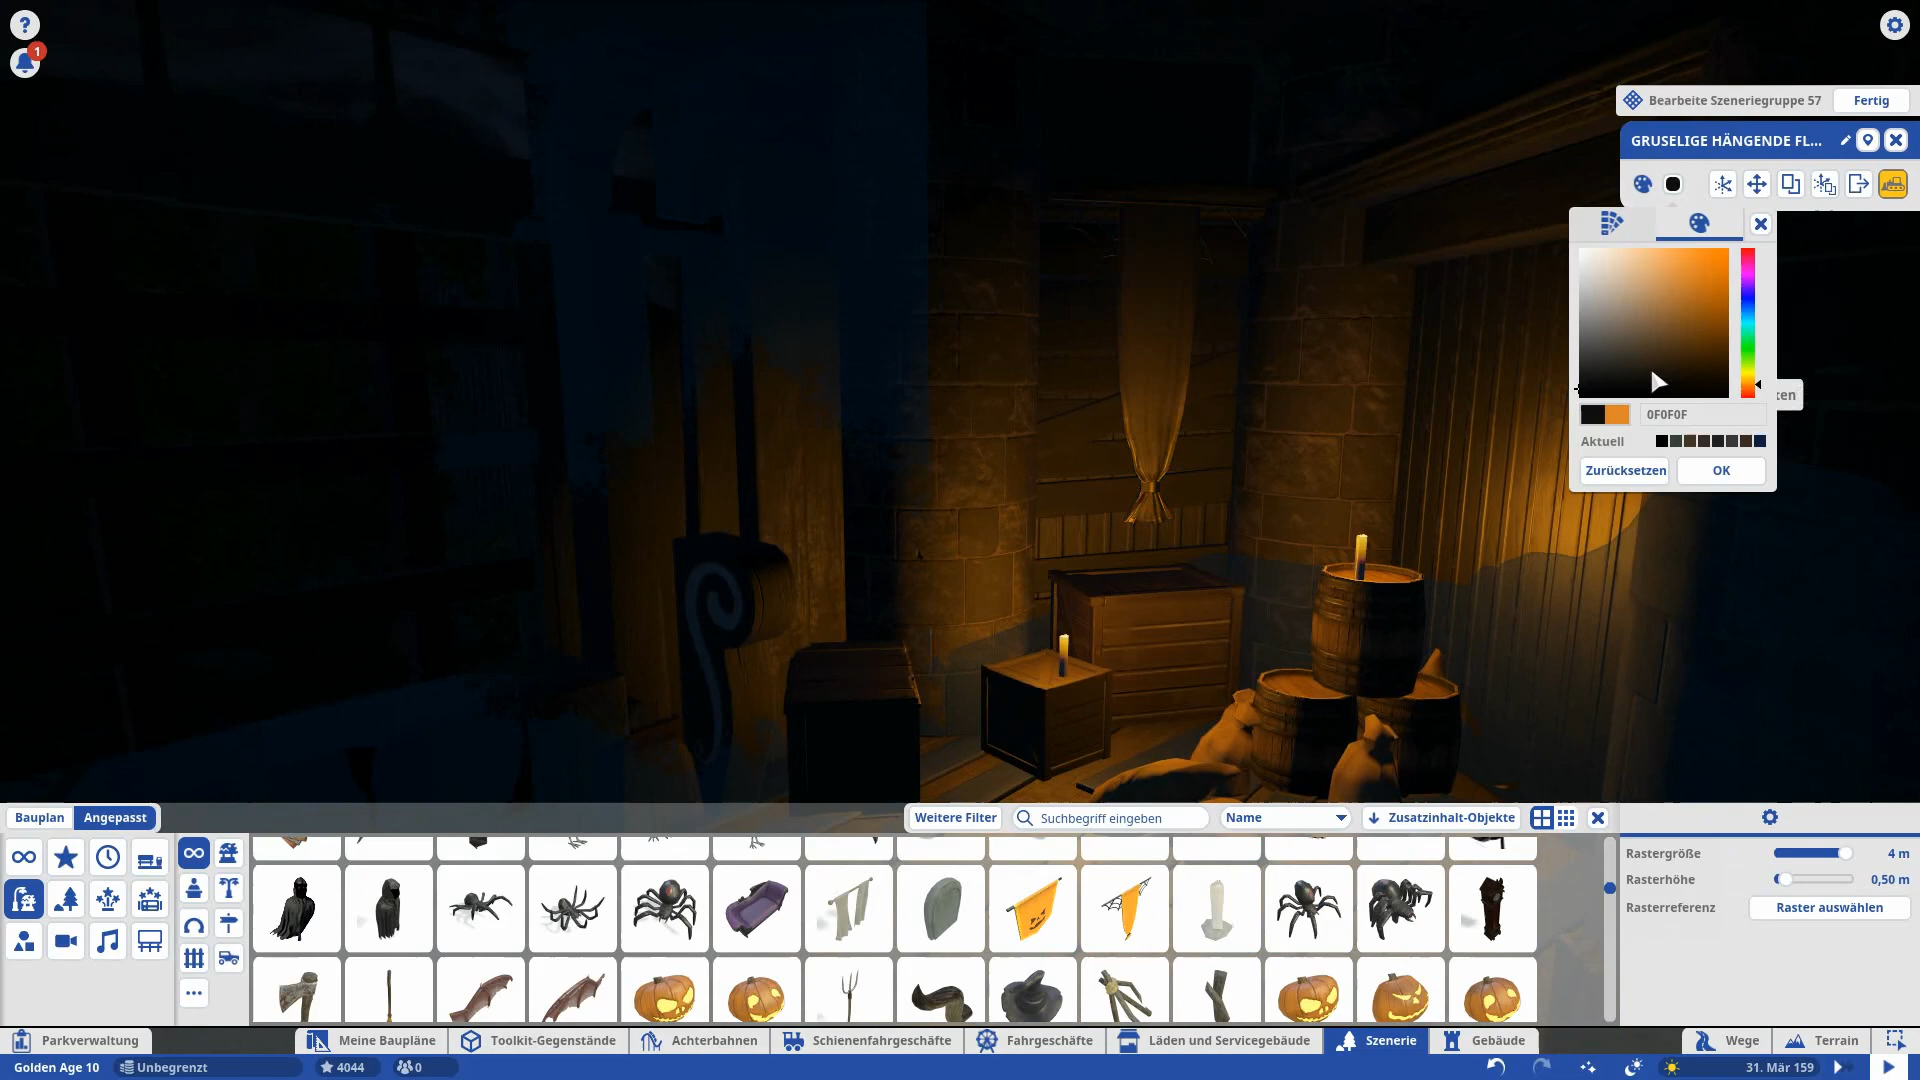 ?
1
Bearbeite Szeneriegruppe 57
Fertig
GRUSELIGE HÄNGENDE FL...
ten
0F0F0F
Aktuell
Zurücksetzen
OK
Bauplan
Angepasst
Weitere Filter
Suchbegriff eingeben
Name
Zusatzinhalt-Objekte
Rastergröße
4 m
Rasterhöhe
0,50 m
Rasterreferenz
Raster auswählen
Parkverwaltung
Meine Baupläne
Toolkit-Gegenstände
Achterbahnen
Schienenfahrgeschäfte
Fahrgeschäfte
Läden und Servicegebäude
Szenerie
Gebäude
Wege
Terrain
Golden Age 10
Unbegrenzt
4044
0
31. Mär 159